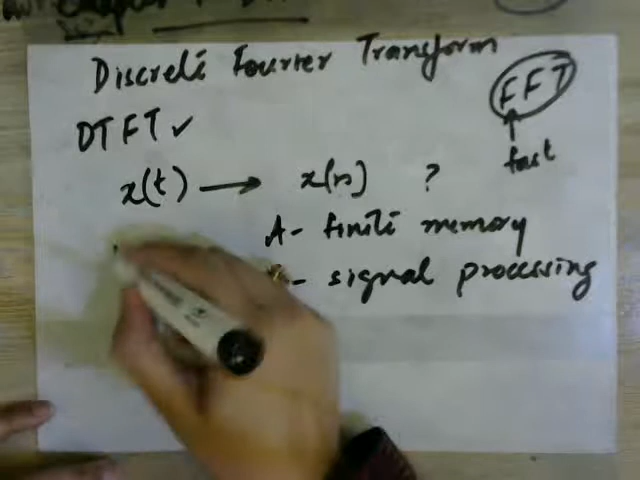 Discrete Fourier Transform
FFT
DTFT ✓
fast
x(t) → x(n) ?
A - finite memory
- signal processing